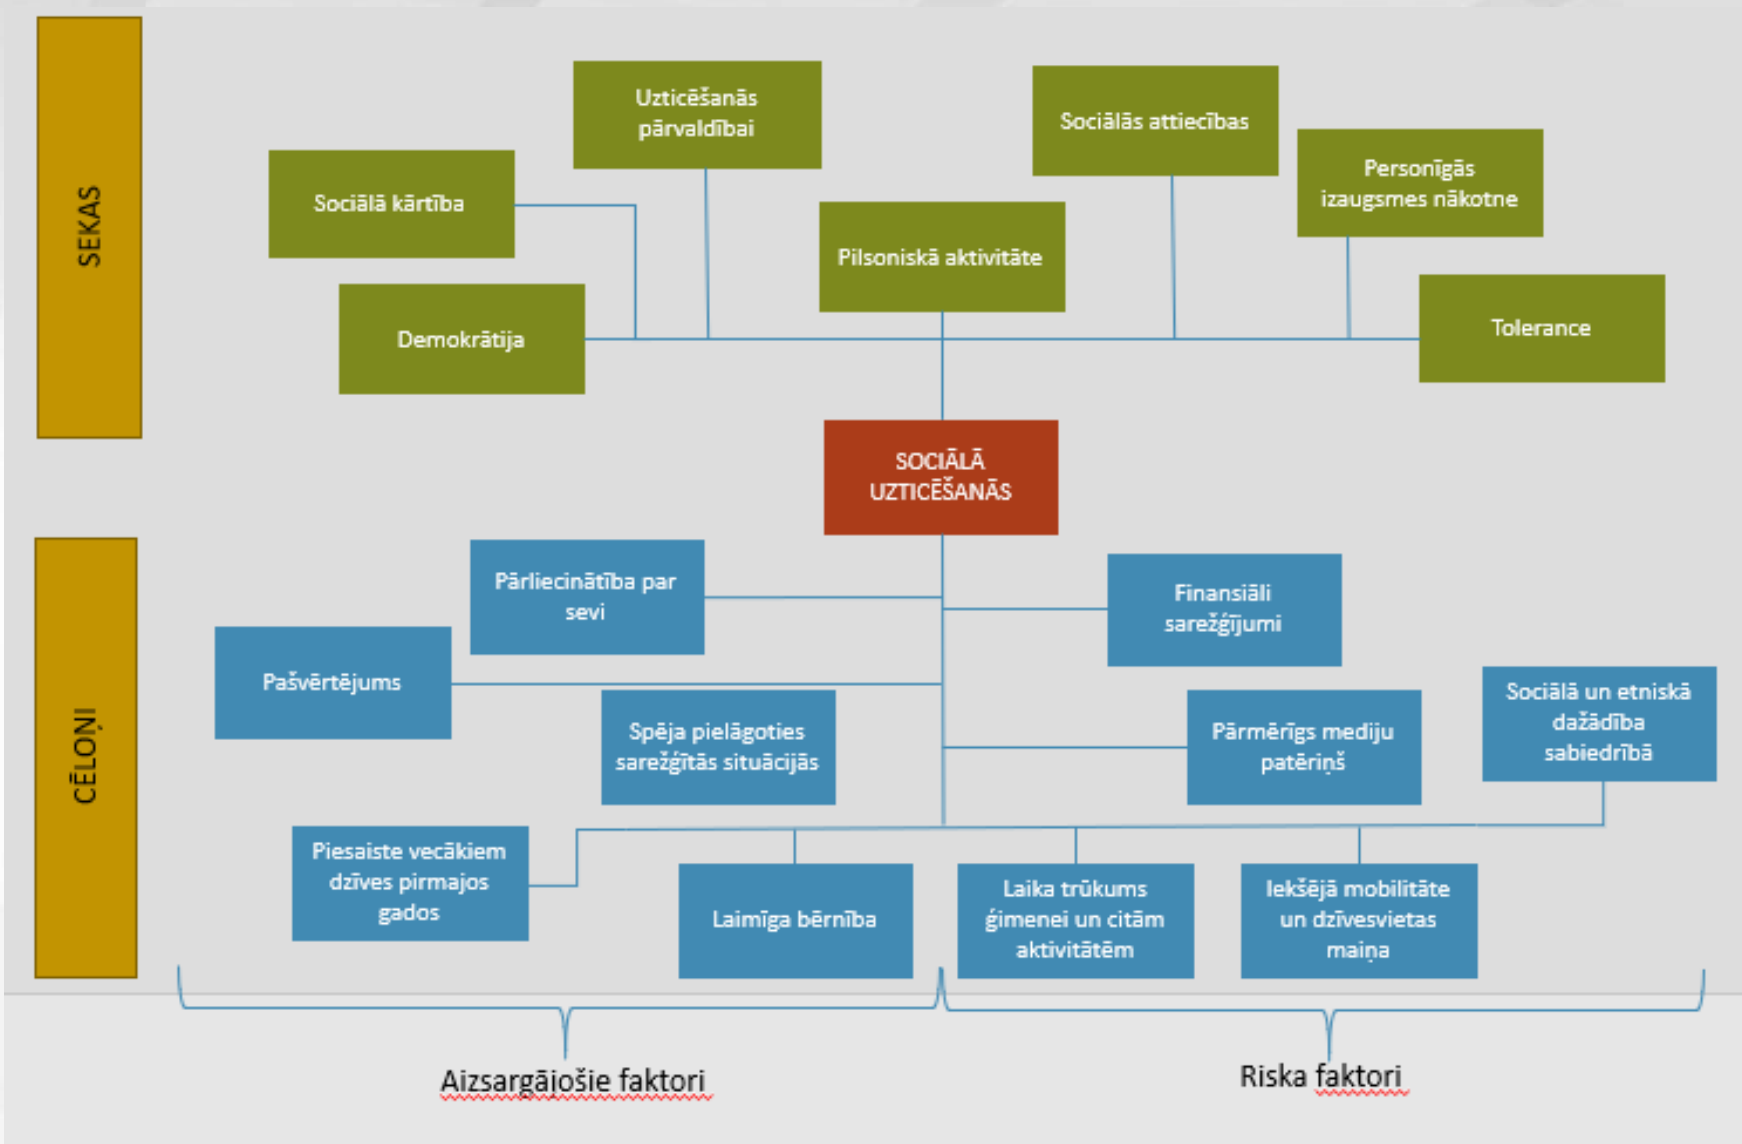 SEKAS
Uzticēšanās
pārvaldībai
Sociālās attiecības
Sociālā kārtība
Personīgās
izaugsmes nākotne
Pilsoniskā aktivitāte
Demokrātija
Tolerance
SOCIĀLĀ
UZTICĒŠANĀS
CĒLOŅI
Pārliecinātība par
sevi
Finansiāli
sarežģījumi
Pašvērtējums
Spēja pielāgoties
sarežģītās situācijās
Pārmērīgs mediju
patēriņš
Sociālā un etniskā
dažādība
sabiedrībā
Piesaiste vecākiem
dzīves pirmajos
gados
Laimīga bērnība
Laika trūkums
ģimenei un citām
aktivitātēm
Iekšējā mobilitāte
un dzīvesvietas
maiņa
Aizsargājošie faktori
Riska faktori